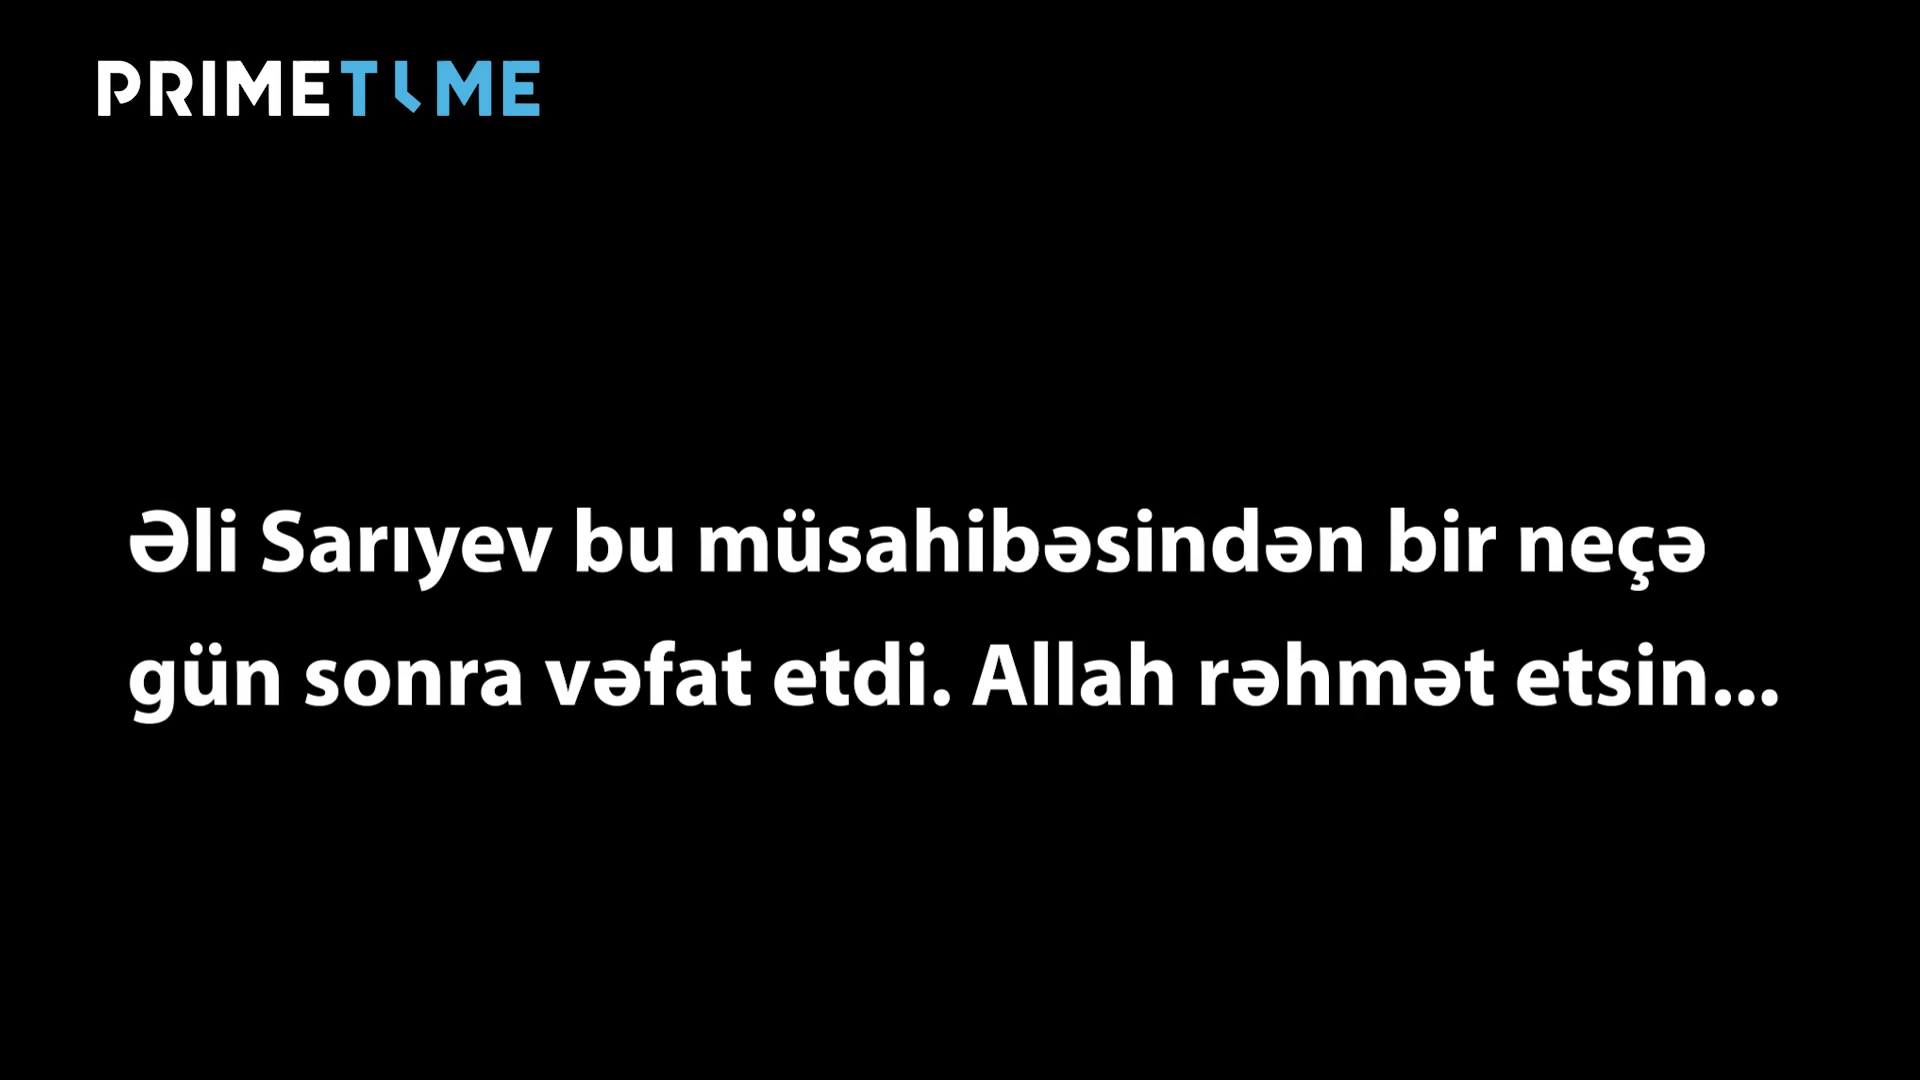 PRIMETIME
Əli Sarıyev bu müsahibəsindən bir neçə
gün sonra vəfat etdi. Allah rəhmət etsin...